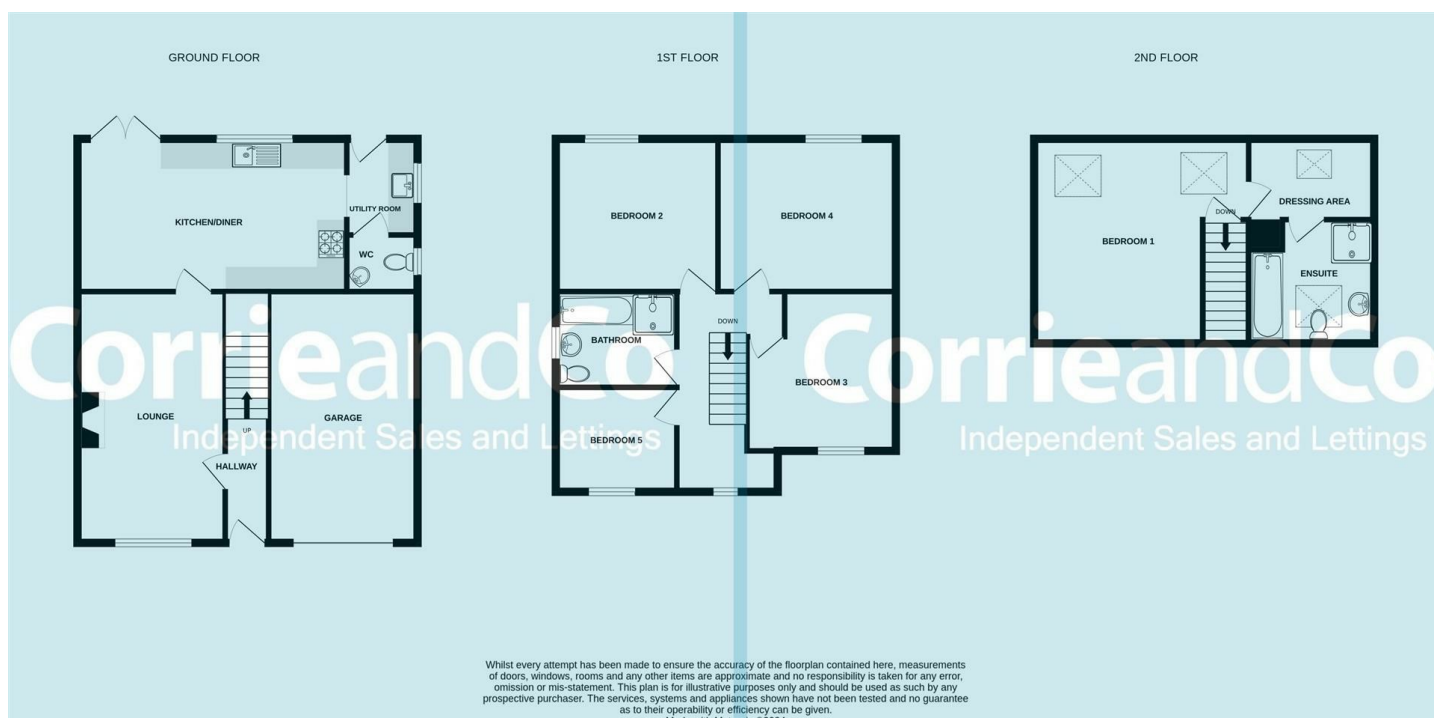 GROUND FLOOR
1ST FLOOR
2ND FLOOR
KITCHEN/DINER
UTILITY ROOM
WC
LOUNGE
UP
HALLWAY
GARAGE
BEDROOM 2
BEDROOM 4
DOWN
BATHROOM
BEDROOM 3
BEDROOM 5
BEDROOM 1
DOWN
DRESSING AREA
ENSUITE
CorrieandCo
Independent Sales and Lettings
CorrieandCo
Independent Sales and Lettings
Whilst every attempt has been made to ensure the accuracy of the floorplan contained here, measurements
of doors, windows, rooms and any other items are approximate and no responsibility is taken for any error,
omission or mis-statement. This plan is for illustrative purposes only and should be used as such by any
prospective purchaser. The services, systems and appliances shown have not been tested and no guarantee
as to their operability or efficiency can be given.